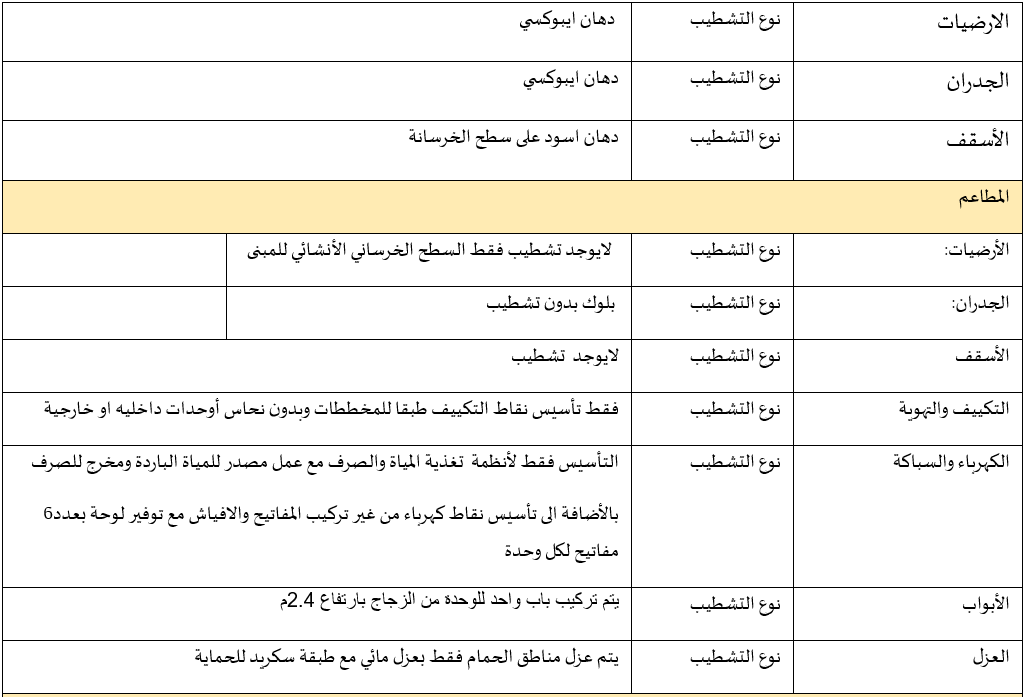 الارضيات نوع التشطيب دهان ايبوكسي
الجدران نوع التشطيب دهان ايبوكسي
الأسقف نوع التشطيب دهان اسود على سطح الخرسانة
المطاعم
الأرضيات: نوع التشطيب لايوجد تشطيب فقط السطح الخرساني الأنشائي للمبنى
الجدران: نوع التشطيب بلوك بدون تشطيب
الأسقف نوع التشطيب لايوجد تشطيب
التكييف والتهوية نوع التشطيب فقط تأسيس نقاط التكييف طبقا للمخططات وبدون نحاس أوحدات داخليه او خارجية
الكهرباء والسباكة نوع التشطيب التأسيس فقط لأنظمة تغذية المياة والصرف مع عمل مصدر للمياة الباردة ومخرج للصرف
بالأضافة الى تأسيس نقاط كهرباء من غير تركيب المفاتيح والافياش مع توفير لوحة بعدد6
مفاتيح لكل وحدة
الأبواب نوع التشطيب يتم تركيب باب واحد للوحدة من الزجاج بارتفاع 2.4م
العزل نوع التشطيب يتم عزل مناطق الحمام فقط بعزل مائي مع طبقة سكريد للحماية